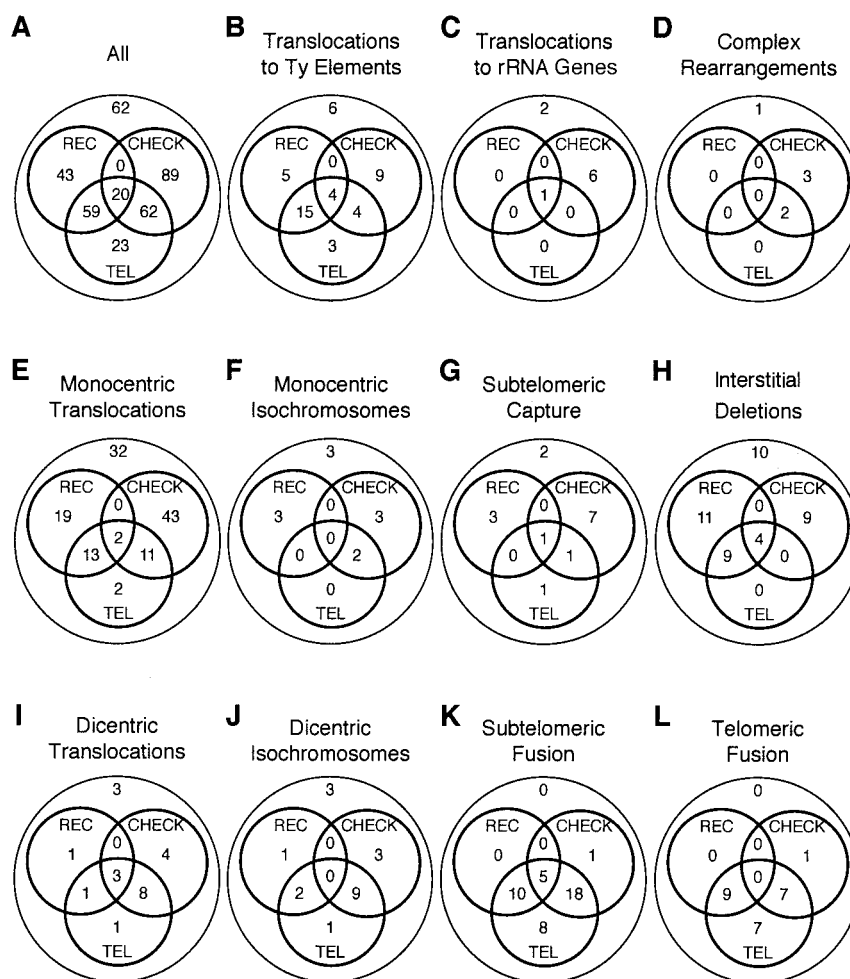 A
All
62
REC
CHECK
0
43
89
20
59
62
23
TEL
B
Translocations
to Ty Elements
6
REC
CHECK
0
5
9
4
15
4
3
TEL
C
Translocations
to rRNA Genes
2
REC
CHECK
0
0
6
1
0
0
0
TEL
D
Complex
Rearrangements
1
REC
CHECK
0
0
3
0
0
2
0
TEL
E
Monocentric
Translocations
32
REC
CHECK
0
19
43
2
13
11
2
TEL
F
Monocentric
Isochromosomes
3
REC
CHECK
0
3
3
0
0
2
0
TEL
G
Subtelomeric
Capture
2
REC
CHECK
0
3
7
1
0
1
1
TEL
H
Interstitial
Deletions
10
REC
CHECK
0
11
9
4
9
0
0
TEL
I
Dicentric
Translocations
3
REC
CHECK
0
1
4
3
1
8
1
TEL
J
Dicentric
Isochromosomes
3
REC
CHECK
0
1
3
0
2
9
1
TEL
K
Subtelomeric
Fusion
0
REC
CHECK
0
0
1
5
10
18
8
TEL
L
Telomeric
Fusion
0
REC
CHECK
0
0
1
0
9
7
7
TEL